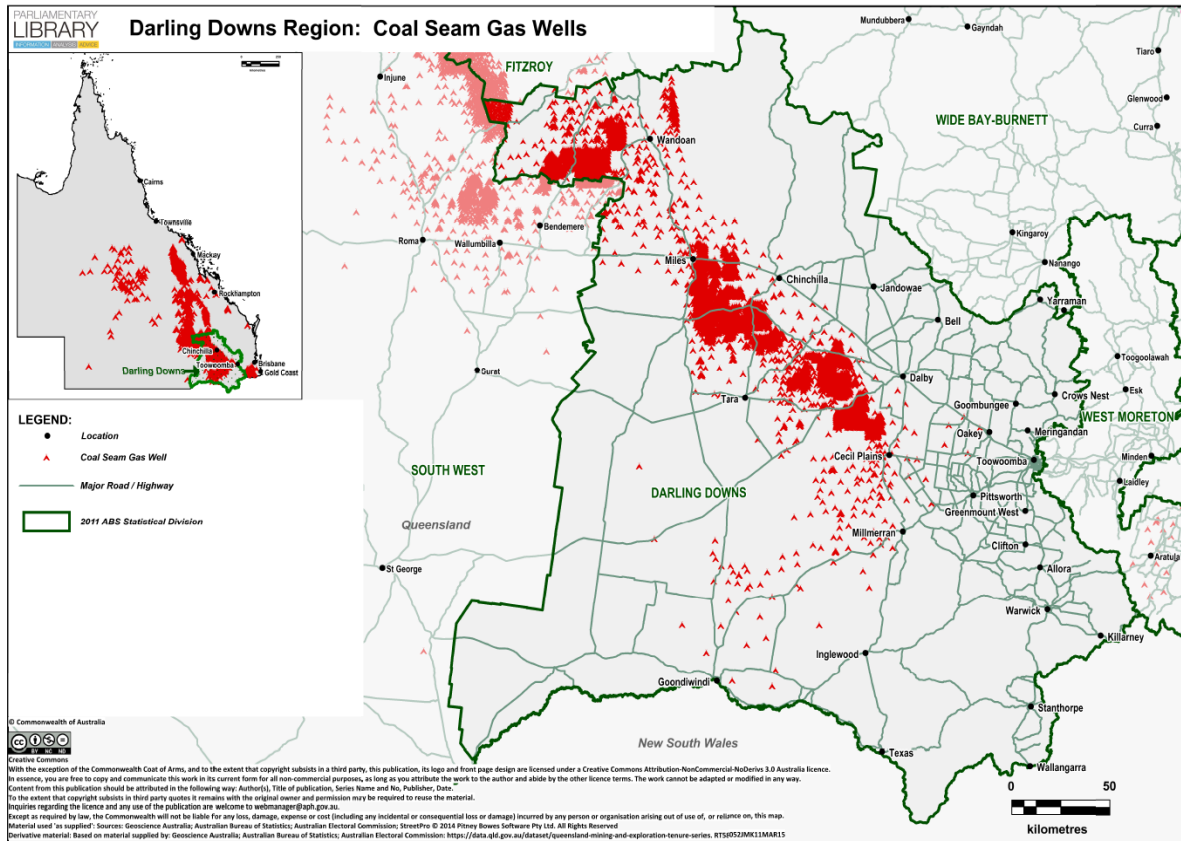 PARLIAMENTARY
LIBRARY
INFORMATION ANALYSIS ADVICE
Darling Downs Region: Coal Seam Gas Wells
Cairns
Townsville
Mackay
Rockhampton
Chinchilla
Toowoomba
Brisbane
Gold Coast
Darling Downs
LEGEND:
Location
Coal Seam Gas Well
Major Road / Highway
2011 ABS Statistical Division
Mundubbera
Gayndah
Tiaro
Injune
FITZROY
Glenwood
WIDE BAY-BURNETT
Curra
Wandoan
Bendemere
Kingaroy
Roma
Wallumbilla
Miles
Nanango
Chinchilla
Jandowae
Yarraman
Bell
Toogoolawah
Surat
Dalby
Esk
Tara
Goombungee
Crows Nest
WEST MORETON
Oakey
Meringandan
Cecil Plains
Toowoomba
Minden
SOUTH WEST
Laidley
DARLING DOWNS
Pittsworth
Greenmount West
Queensland
Millmerran
Clifton
Aratula
St George
Allora
Warwick
Killarney
Inglewood
Goondiwindi
Stanthorpe
New South Wales
Texas
Wallangarra
0
50
kilometres
© Commonwealth of Australia
CC BY NC ND
Creative Commons
With the exception of the Commonwealth Coat of Arms, and to the extent that copyright subsists in a third party, this publication, its logo and front page design are licensed under a Creative Commons Attribution-NonCommercial-NoDerivs 3.0 Australia licence.
In essence, you are free to copy and communicate this work in its current form for all non-commercial purposes, as long as you attribute the work to the author and abide by the other licence terms. The work cannot be adapted or modified in any way.
Content from this publication should be attributed in the following way: Author(s), Title of publication, Series Name and No, Publisher, Date.
To the extent that copyright subsists in third party quotes it remains with the original owner and permission may be required to reuse the material.
Inquiries regarding the licence and any use of the publication are welcome to webmanager@aph.gov.au.
Except as required by law, the Commonwealth will not be liable for any loss, damage, expense or cost (including any incidental or consequential loss or damage) incurred by any person or organisation arising out of use of, or reliance on, this map.
Material used 'as supplied': Sources: Geoscience Australia; Australian Bureau of Statistics; Australian Electoral Commission; StreetPro © 2014 Pitney Bowes Software Pty Ltd. All Rights Reserved
Derivative material: Based on material supplied by: Geoscience Australia; Australian Bureau of Statistics; Australian Electoral Commission: https://data.qld.gov.au/dataset/queensland-mining-and-exploration-tenure-series.